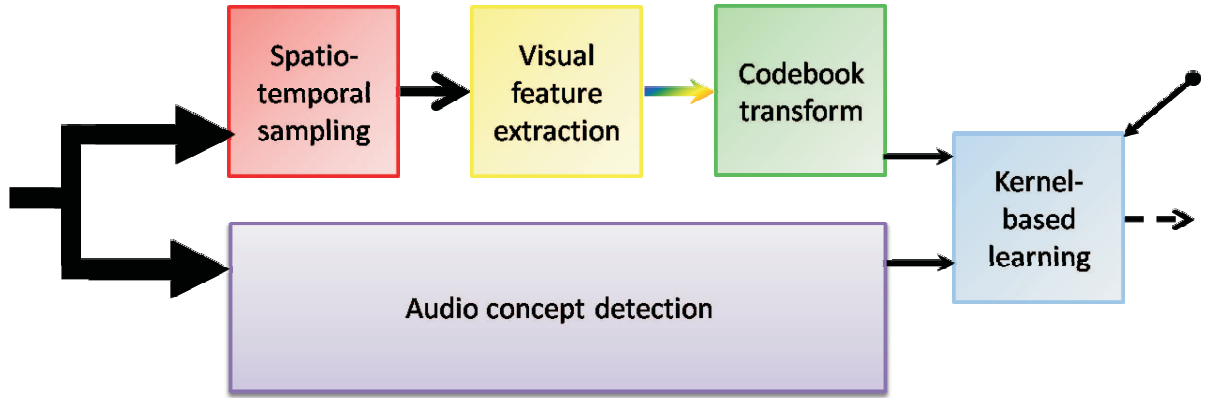 Spatio-
temporal
sampling
Visual
feature
extraction
Codebook
transform
Kernel-
based
learning
Audio concept detection